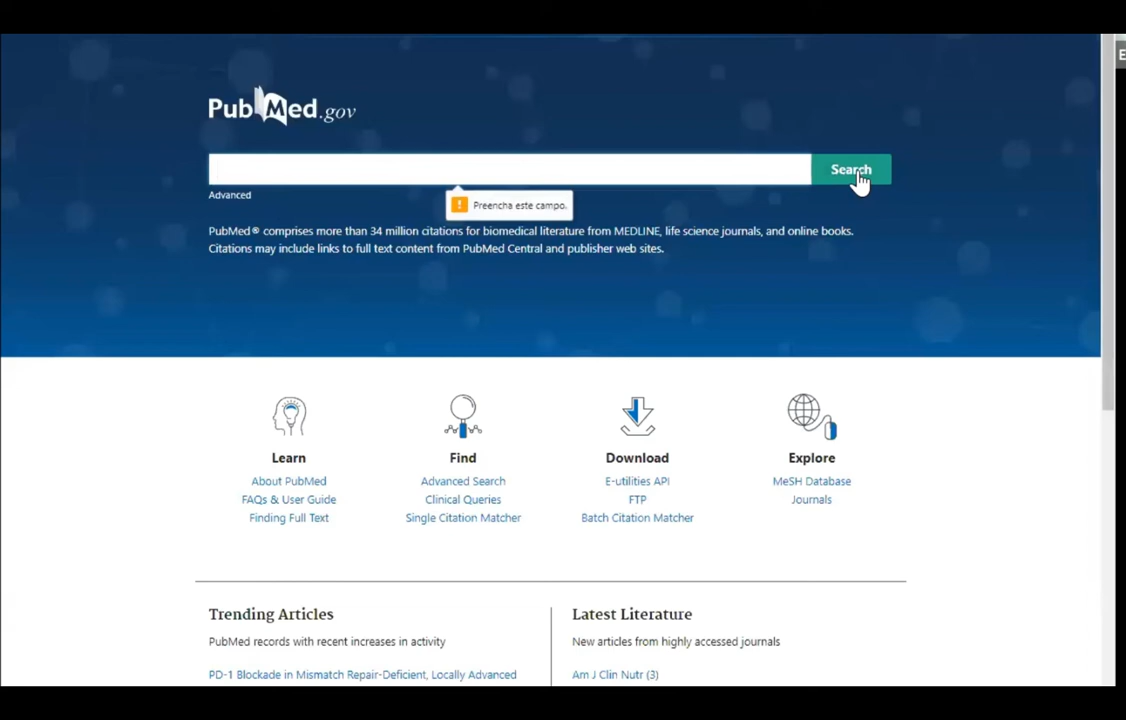 PubMed.gov
Search
Advanced
Preencha este campo.
PubMed® comprises more than 34 million citations for biomedical literature from MEDLINE, life science journals, and online books.
Citations may include links to full text content from PubMed Central and publisher web sites.
Learn
About PubMed
FAQs & User Guide
Finding Full Text
Find
Advanced Search
Clinical Queries
Single Citation Matcher
Download
E-utilities API
FTP
Batch Citation Matcher
Explore
MeSH Database
Journals
Trending Articles
PubMed records with recent increases in activity
PD-1 Blockade in Mismatch Repair-Deficient, Locally Advanced
Latest Literature
New articles from highly accessed journals
Am J Clin Nutr (3)